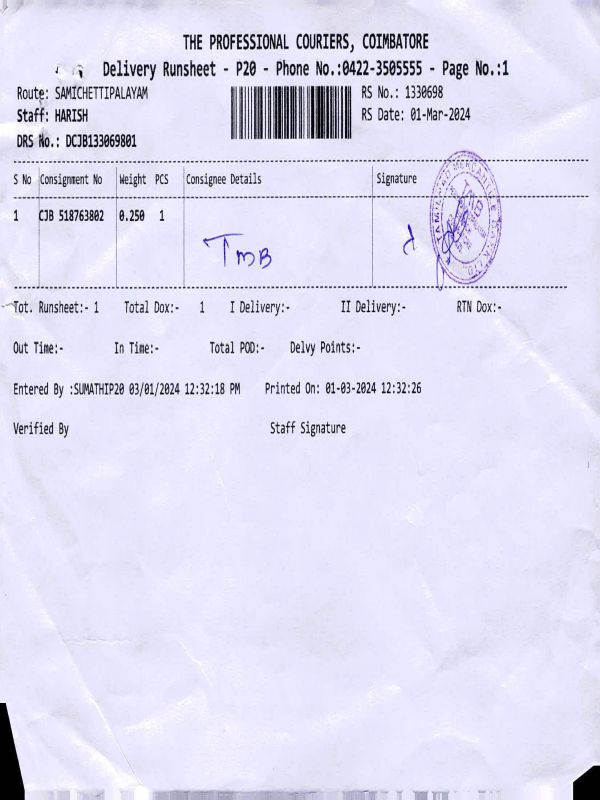 THE PROFESSIONAL COURIERS, COIMBATORE
Delivery Runsheet - P20 - Phone No.:0422-3505555 - Page No.:1
Route: SAMICHETTIPALAYAM
RS No.: 1330698
Staff: HARISH
RS Date: 01-Mar-2024
DRS No.: DCJB133069801
S No Consignment No Weight PCS Consignee Details Signature
1 CJB 518763802 0.250 1
TMB
Tot. Runsheet:- 1 Total Dox:- 1 I Delivery:- II Delivery:- RTN Dox:-
Out Time:- In Time:- Total POD:- Delvy Points:-
Entered By :SUMATHIP20 03/01/2024 12:32:18 PM Printed On: 01-03-2024 12:32:26
Verified By Staff Signature